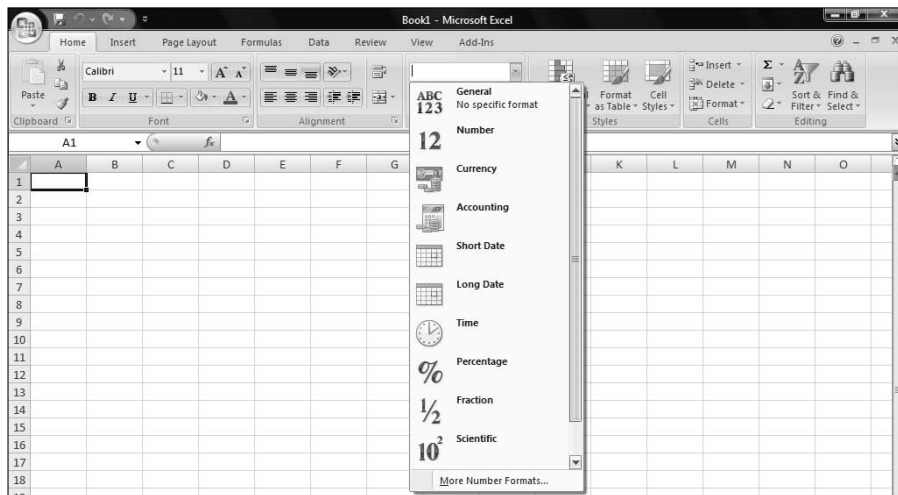 Book1 - Microsoft Excel
Home Insert Page Layout Formulas Data Review View Add-Ins
Calibri 11 A A Insert
Delete
Paste B I U A Format Cell Format Sort & Find &
as Table Styles Filter Select
Clipboard Font Alignment Styles Cells Editing
A1 fx
A B C D E F G K L M N O
1
2
3
4
5
6
7
8
9
10
11
12
13
14
15
16
17
18
ABC
123
General
No specific format
12 Number
Currency
Accounting
Short Date
Long Date
Time
% Percentage
1/2 Fraction
10² Scientific
More Number Formats...